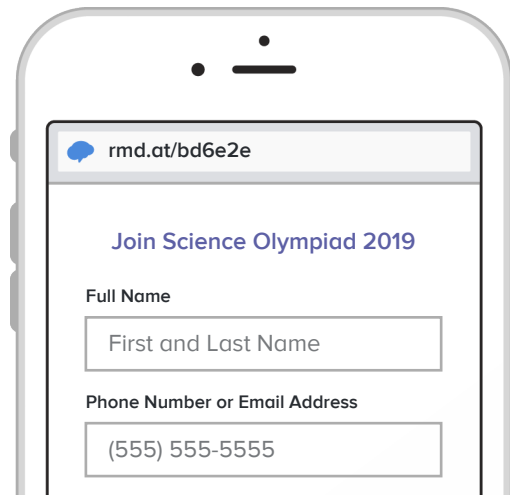 rmd.at/bd6e2e
Join Science Olympiad 2019
Full Name
First and Last Name
Phone Number or Email Address
(555) 555-5555